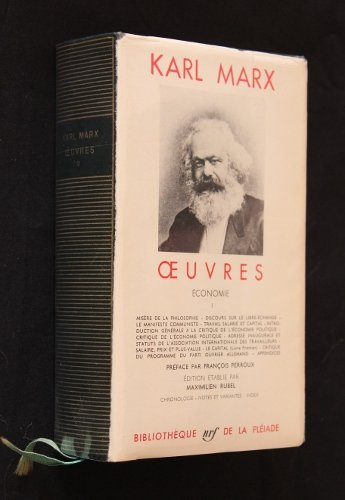 KARL MARX
ŒUVRES
KARL MARX
ŒUVRES
ÉCONOMIE
I
MISÈRE DE LA PHILOSOPHIE - DISCOURS SUR LE LIBRE-ÉCHANGE -
LE MANIFESTE COMMUNISTE - TRAVAIL SALARIÉ ET CAPITAL - INTRO-
DUCTION GÉNÉRALE A LA CRITIQUE DE L'ÉCONOMIE POLITIQUE -
CRITIQUE DE L'ÉCONOMIE POLITIQUE - ADRESSE INAUGURALE ET
STATUTS DE L'ASSOCIATION INTERNATIONALE DES TRAVAILLEURS -
SALAIRE, PRIX ET PLUS-VALUE - LE CAPITAL (Livre Premier) - CRITIQUE
DU PROGRAMME DU PARTI OUVRIER ALLEMAND - APPENDICES
PRÉFACE PAR FRANÇOIS PERROUX
ÉDITION ÉTABLIE PAR
MAXIMILIEN RUBEL
CHRONOLOGIE - NOTES ET VARIANTES - INDEX
BIBLIOTHÈQUE nrf DE LA PLÉIADE